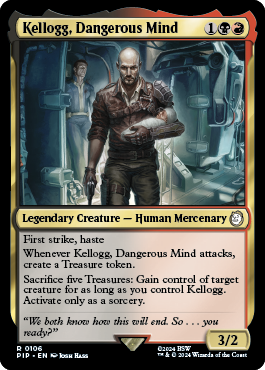 Kellogg, Dangerous Mind 1
Legendary Creature — Human Mercenary
First strike, haste
Whenever Kellogg, Dangerous Mind attacks,
create a Treasure token.
Sacrifice five Treasures: Gain control of target
creature for as long as you control Kellogg.
Activate only as a sorcery.
“We both know how this will end. So . . . you
ready?”
3/2
R 0106
PIP • EN Josh Hass
©2024 BSW
™ & © 2024 Wizards of the Coast